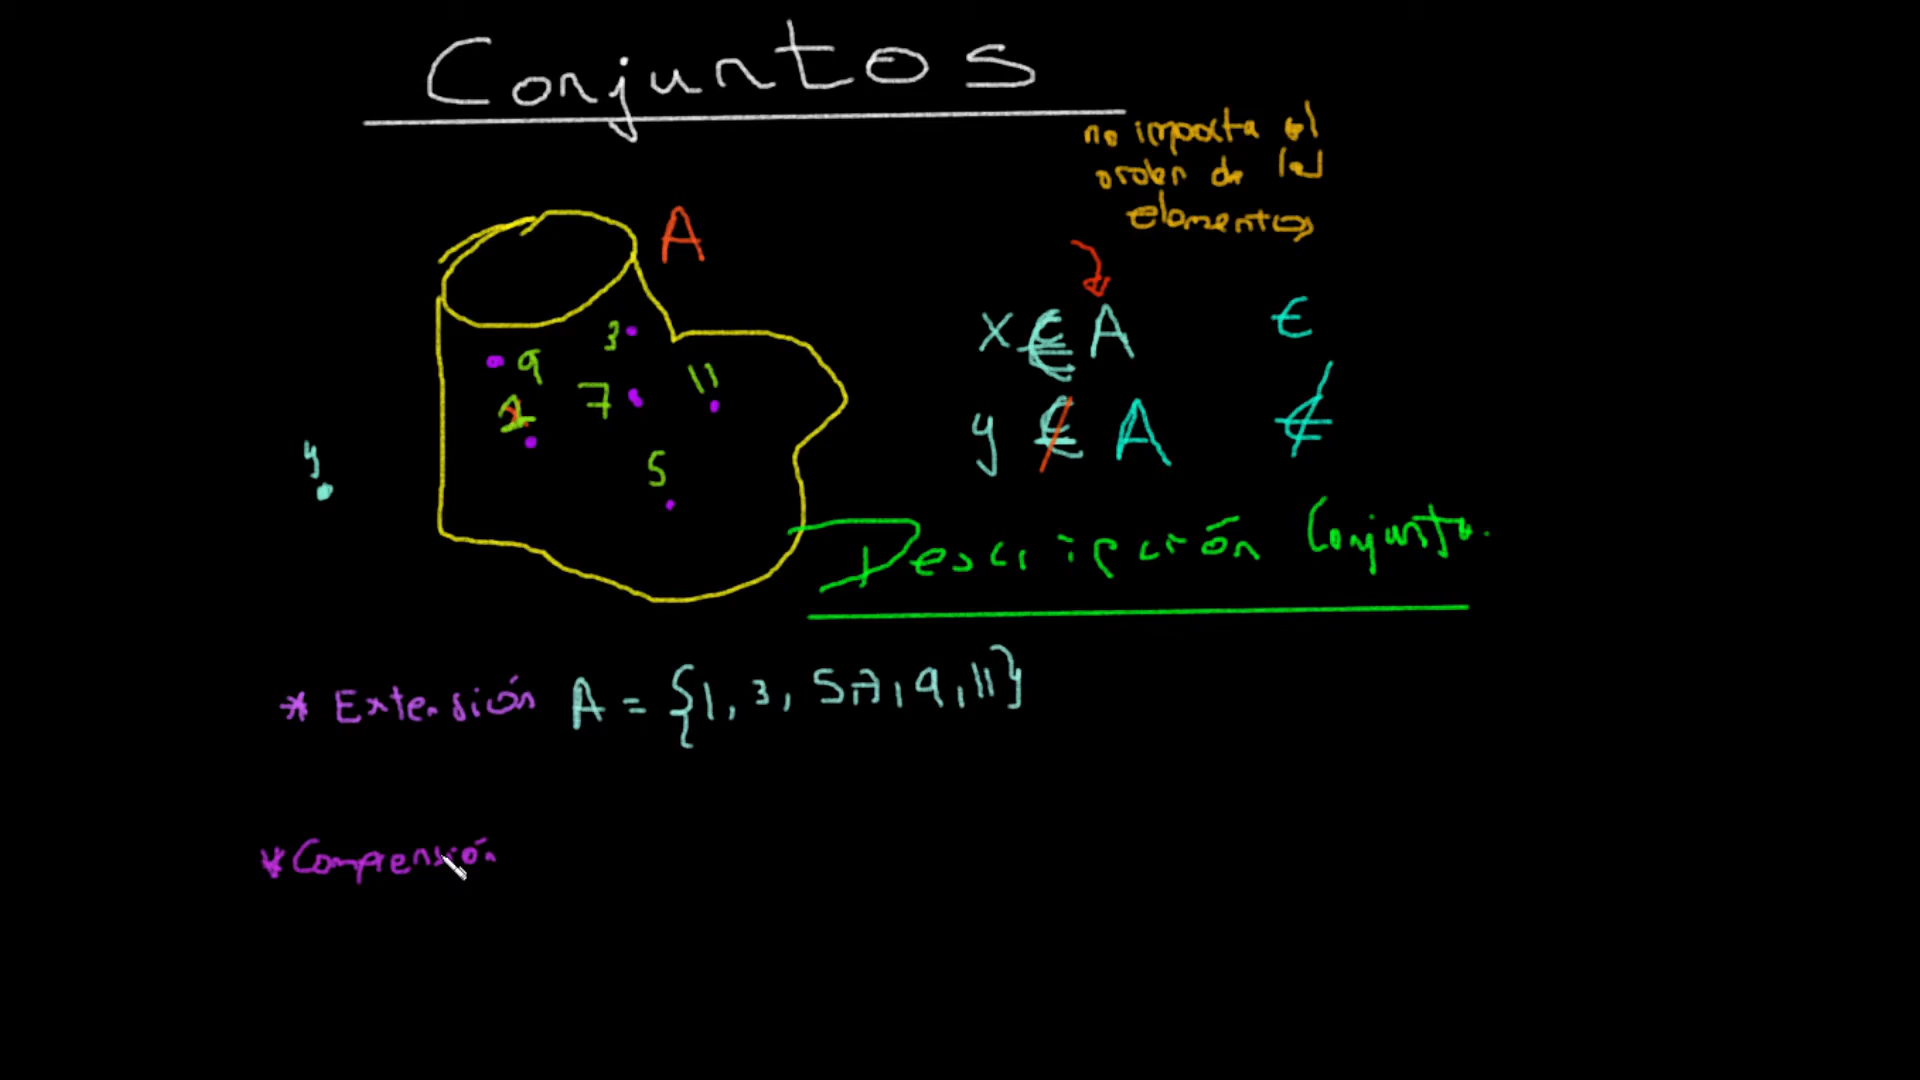 Conjuntos
no importa el
orden de los
elementos
A
3
9
7
11
1
5
y
x ∈ A
∈
y ∉ A
∉
Descripción Conjunto.
* Extensión A = {1, 3, 5, 7, 9, 11}
* Comprensión